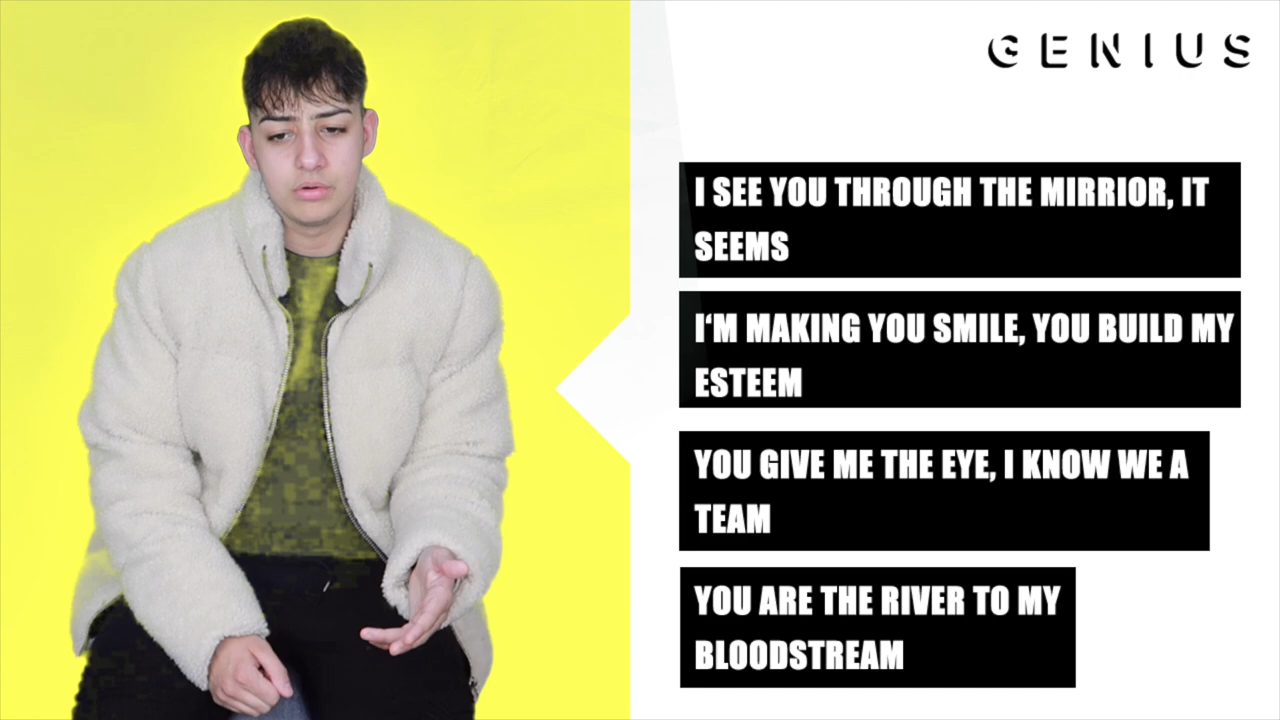 GENIUS
I SEE YOU THROUGH THE MIRRIOR, IT
SEEMS
I‘M MAKING YOU SMILE, YOU BUILD MY
ESTEEM
YOU GIVE ME THE EYE, I KNOW WE A
TEAM
YOU ARE THE RIVER TO MY
BLOODSTREAM